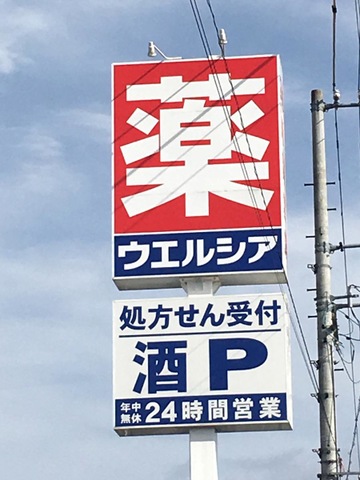 薬
ウエルシア
処方せん受付
酒 P
年中無休 24時間営業